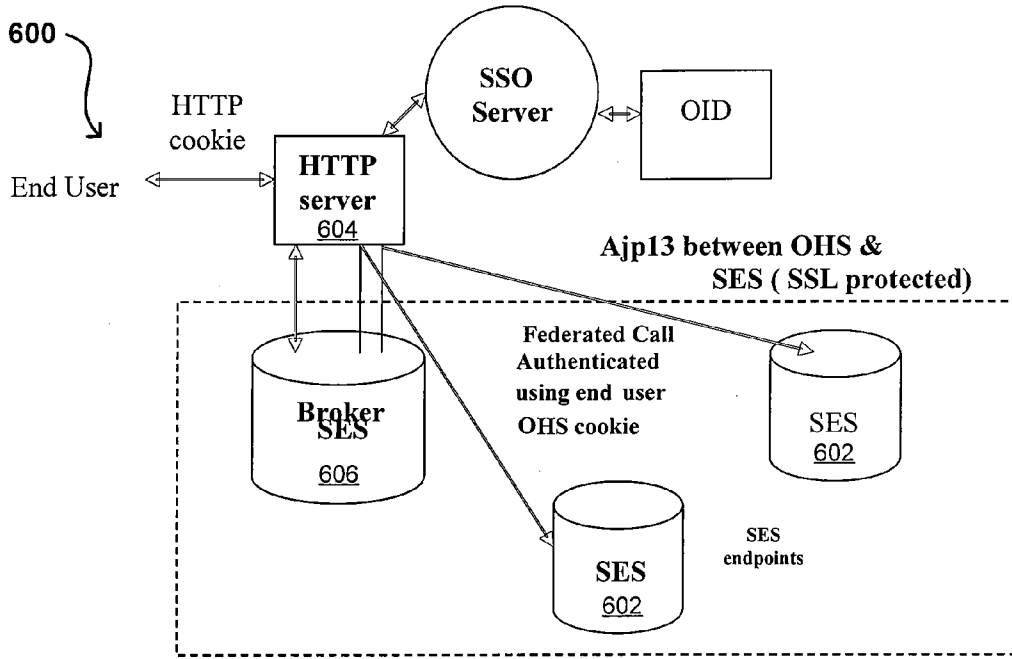 600
HTTP
cookie
End User
HTTP
server
604
SSO
Server
OID
Ajp13 between OHS &
SES ( SSL protected)
Federated Call
Authenticated
using end user
OHS cookie
Broker
SES
606
SES
602
SES
602
SES
endpoints